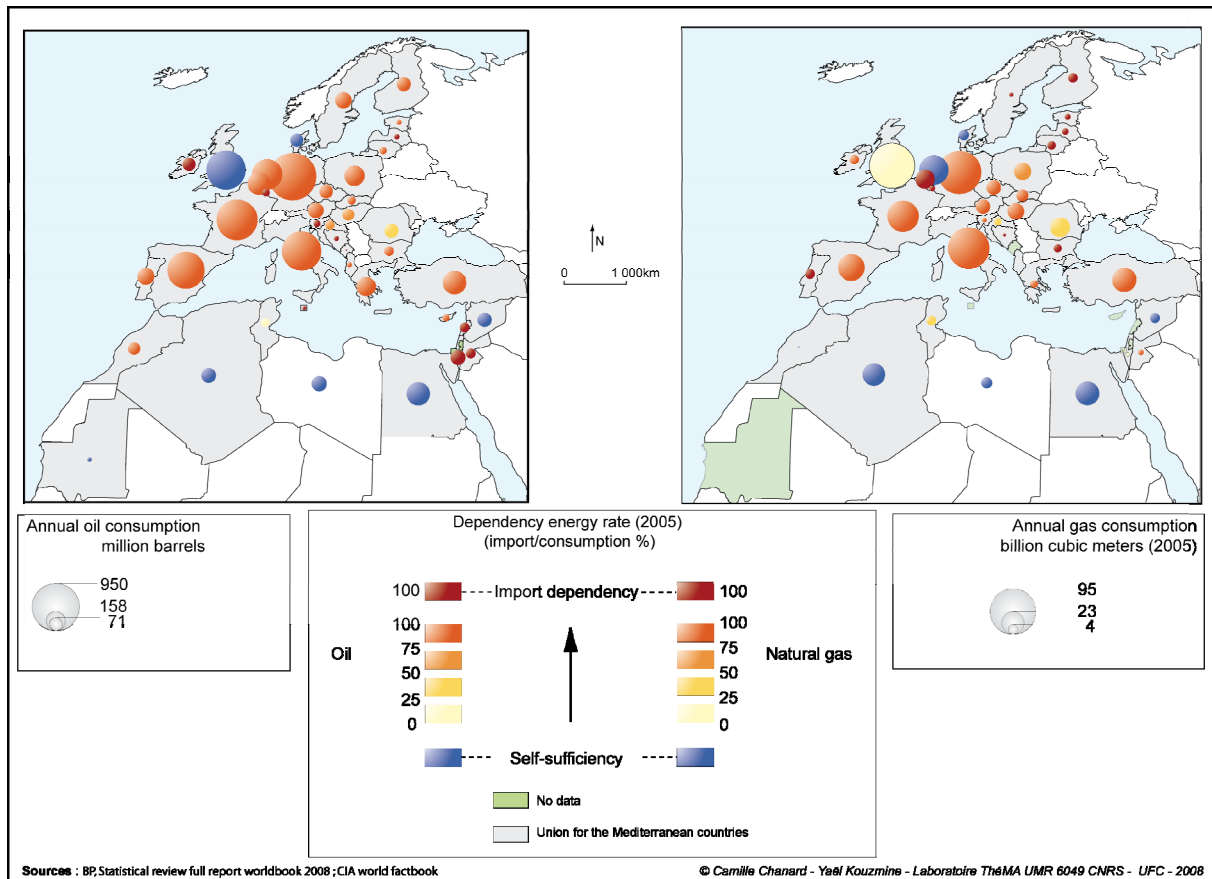 N
0 1 000km
Annual oil consumption
million barrels
950
158
71
Dependency energy rate (2005)
(import/consumption %)
100 Import dependency 100
Oil
100
75
50
25
0
Natural gas
100
75
50
25
0
Self-sufficiency
No data
Union for the Mediterranean countries
Annual gas consumption
billion cubic meters (2005)
95
23
4
Sources : BP, Statistical review full report worldbook 2008 ; CIA world factbook
© Camille Chanard - Yaël Kouzmine - Laboratoire ThéMA UMR 6049 CNRS - UFC - 2008